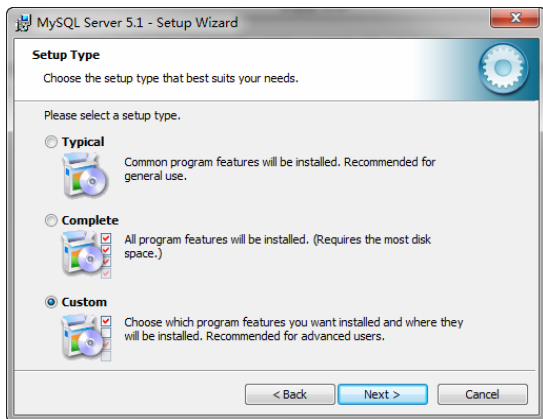 MySQL Server 5.1 - Setup Wizard
Setup Type
Choose the setup type that best suits your needs.
Please select a setup type.
Typical
Common program features will be installed. Recommended for
general use.
Complete
All program features will be installed. (Requires the most disk
space.)
Custom
Choose which program features you want installed and where they
will be installed. Recommended for advanced users.
< Back
Next >
Cancel